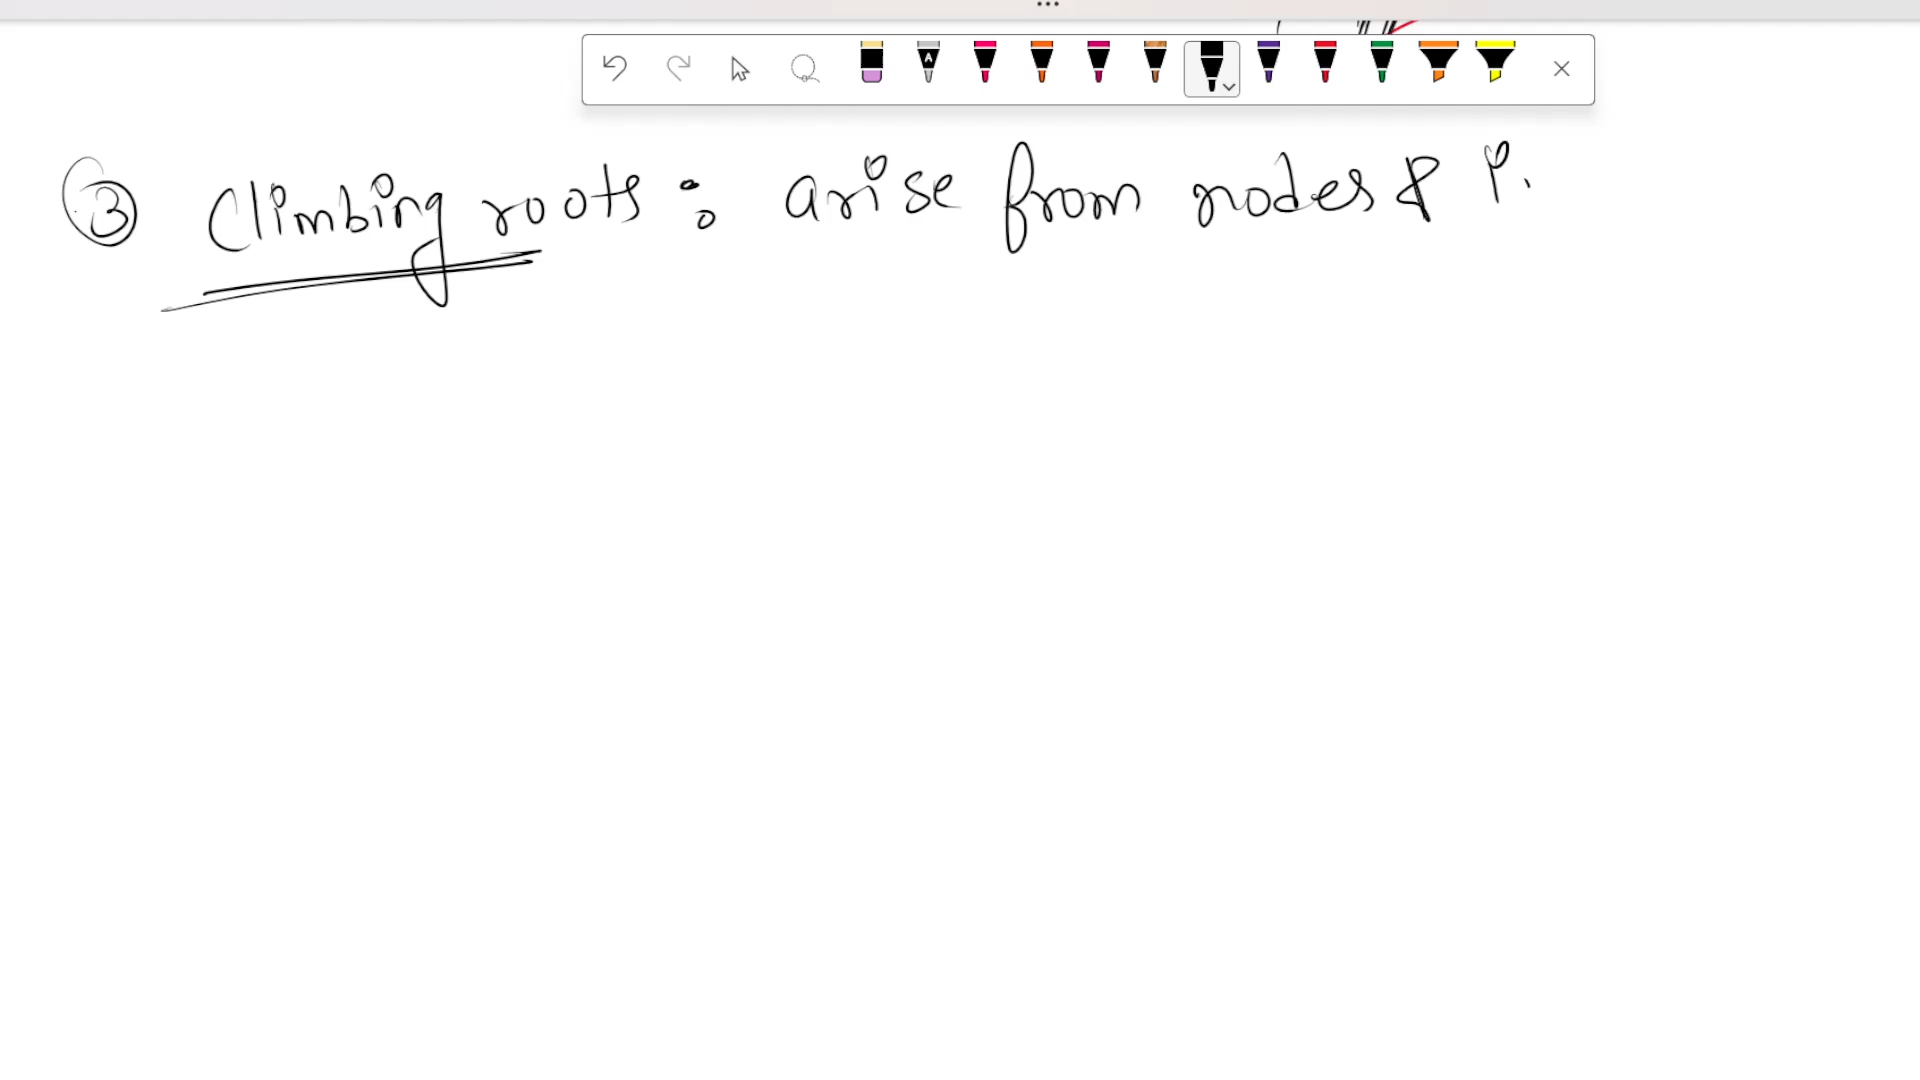 ③ Climbing roots : arise from nodes & i